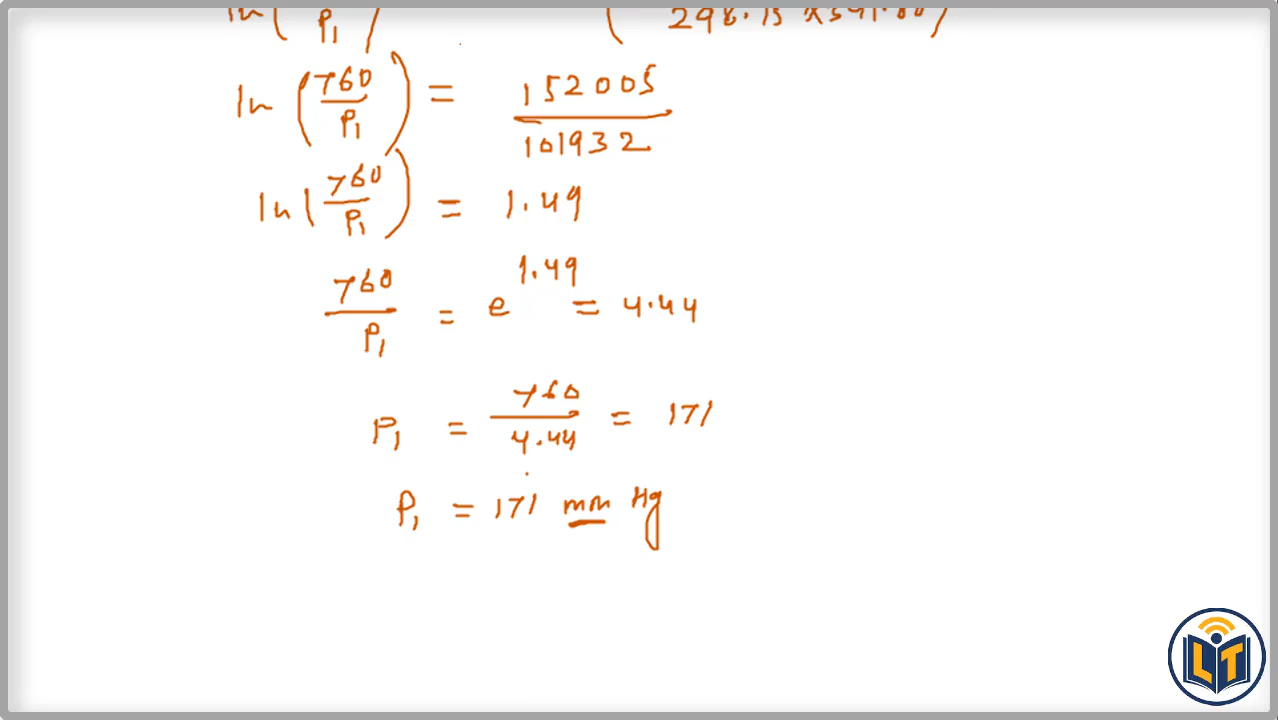 ln(760/P1) = 152005/101932
ln(760/P1) = 1.49
760/P1 = e^1.49 = 4.44
P1 = 760/4.44 = 171
P1 = 171 mm Hg
LT